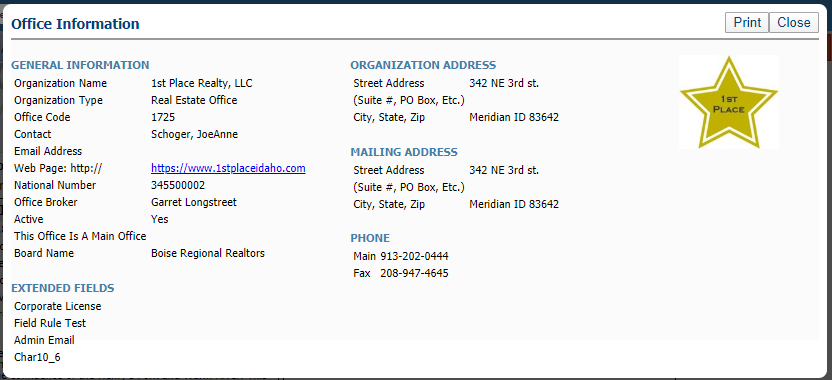 Office Information
Print Close
GENERAL INFORMATION
Organization Name 1st Place Realty, LLC
Organization Type Real Estate Office
Office Code 1725
Contact Schoger, JoeAnne
Email Address
Web Page: http:// https://www.1stplaceidaho.com
National Number 345500002
Office Broker Garret Longstreet
Active Yes
This Office Is A Main Office
Board Name Boise Regional Realtors
EXTENDED FIELDS
Corporate License
Field Rule Test
Admin Email
Char10_6
ORGANIZATION ADDRESS
Street Address 342 NE 3rd st.
(Suite #, PO Box, Etc.)
City, State, Zip Meridian ID 83642
MAILING ADDRESS
Street Address 342 NE 3rd st.
(Suite #, PO Box, Etc.)
City, State, Zip Meridian ID 83642
PHONE
Main 913-202-0444
Fax 208-947-4645
1st
Place